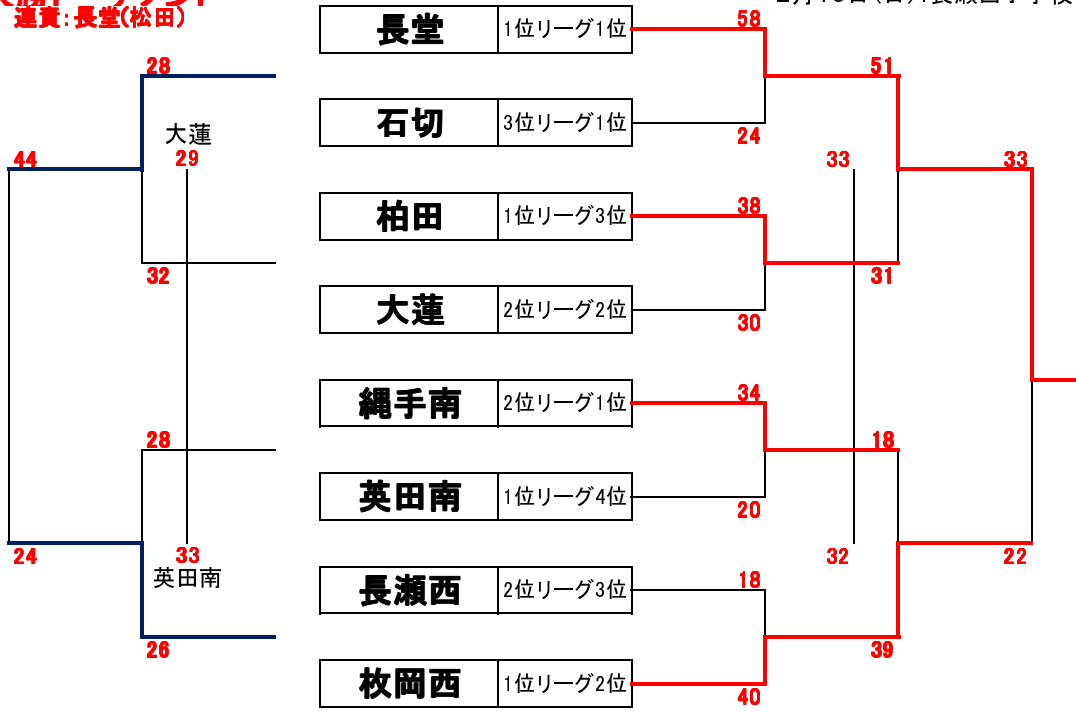 連責：長堂(松田)
長堂 1位リーグ1位 58
28 51
石切 3位リーグ1位 24
大蓮
44 29 33 33
柏田 1位リーグ3位 38
32 31
大蓮 2位リーグ2位 30
縄手南 2位リーグ1位 34
28 18
英田南 1位リーグ4位 20
24 33 32 22
英田南
長瀬西 2位リーグ3位 18
26 39
枚岡西 1位リーグ2位 40